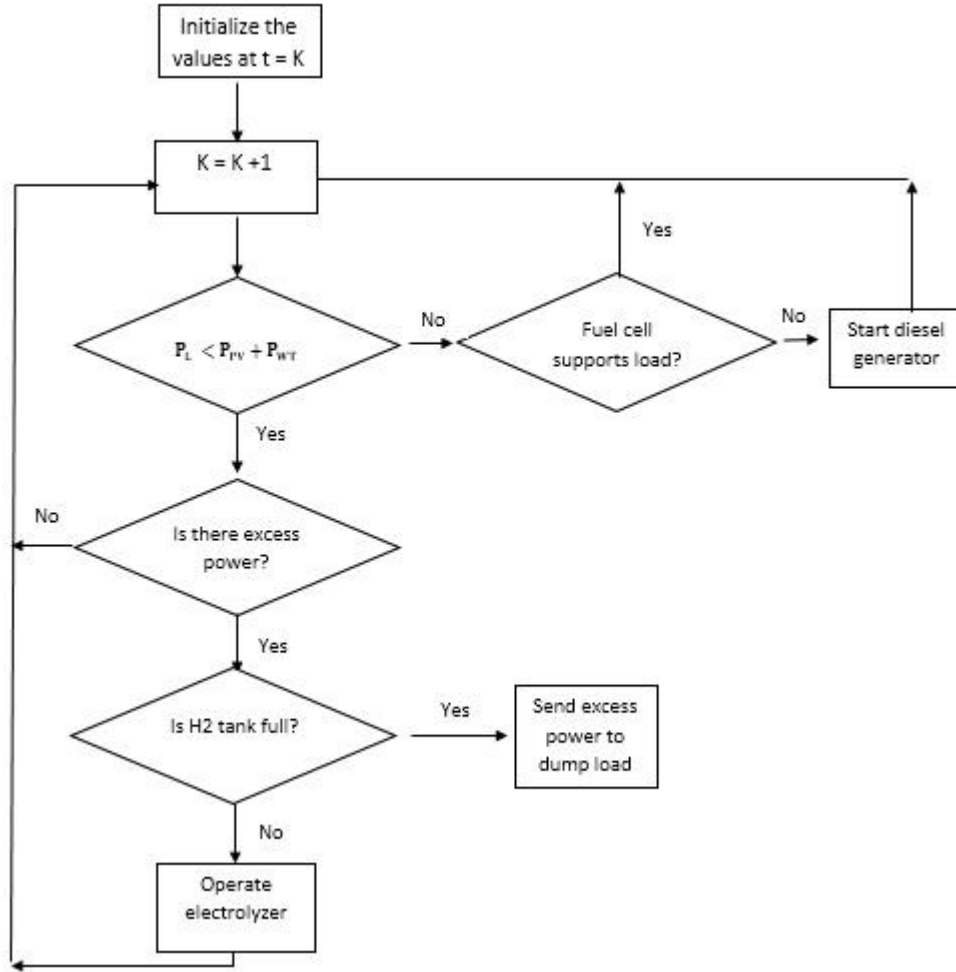 Initialize the
values at t = K
K = K +1
Yes
No
Fuel cell
supports load?
No
Start diesel
generator
P_L < P_PV + P_WT
Yes
No
Is there excess
power?
Yes
Is H2 tank full?
Yes
Send excess
power to
dump load
No
Operate
electrolyzer